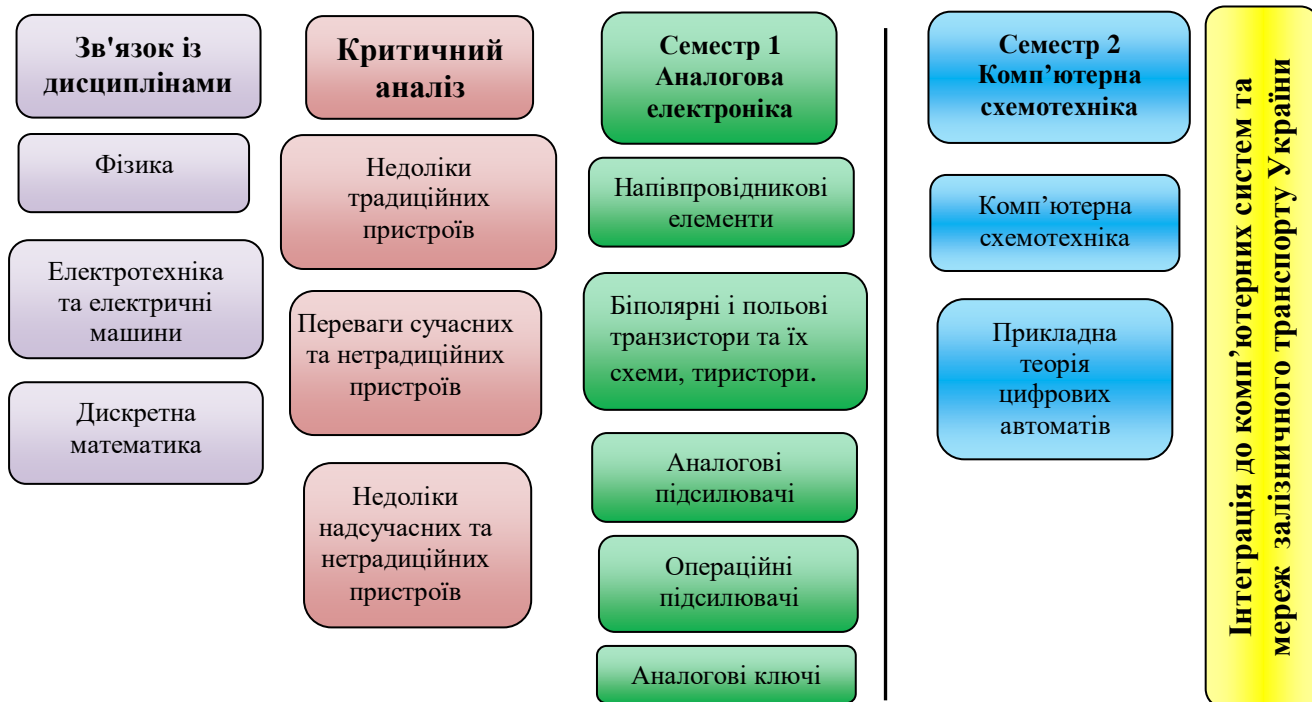 Зв'язок із
дисциплінами
Фізика
Електротехніка
та електричні
машини
Дискретна
математика
Критичний
аналіз
Недоліки
традиційних
пристроїв
Переваги сучасних
та нетрадиційних
пристроїв
Недоліки
надсучасних та
нетрадиційних
пристроїв
Семестр 1
Аналогова
електроніка
Напівпровідникові
елементи
Біполярні і польові
транзистори та їх
схеми, тиристори.
Аналогові
підсилювачі
Операційні
підсилювачі
Аналогові ключі
Семестр 2
Комп’ютерна
схемотехніка
Комп’ютерна
схемотехніка
Прикладна
теорія
цифрових
автоматів
Інтеграція до комп’ютерних систем та
мереж залізничного транспорту України